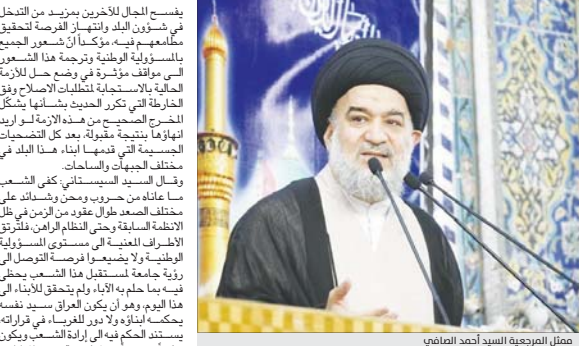 يفسح المجال للآخرين بمزيد من التدخل
في شؤون البلد وانتهاز الفرصة لتحقيق
مطامعهم فيه، مؤكداً أنّ شعور الجميع
بالمسؤولية الوطنية وترجمة هذا الشعور
الى مواقف مؤثرة في وضع حل للأزمة
الحالية بالاستجابة لمتطلبات الاصلاح وفق
الخارطة التي تكرر الحديث بشأنها يشكّل
المخرج الصحيح من هذه الازمة لو اريد
انهاؤها بنتيجة مقبولة، بعد كل التضحيات
الجسيمة التي قدمها أبناء هذا البلد في
مختلف الجبهات والساحات.
وقال السيد السيستاني: كفى الشعب
ما عاناه من حروب ومحن وشدائد على
مختلف الصعد طوال عقود من الزمن في ظل
الانظمة السابقة وحتى النظام الراهن، فلترتق
الأطراف المعنية الى مستوى المسؤولية
الوطنية ولا يضيعوا فرصة التوصل الى
رؤية جامعة لمستقبل هذا الشعب يحظى
فيه بما حلم به الآباء ولم يتحقق للأبناء الى
هذا اليوم، وهو أن يكون العراق سيد نفسه
يحكمه ابناؤه ولا دور للغرباء في قراراته،
يستند الحكم فيه الى إرادة الشعب ويكون
ممثل المرجعية السيد أحمد الصافي